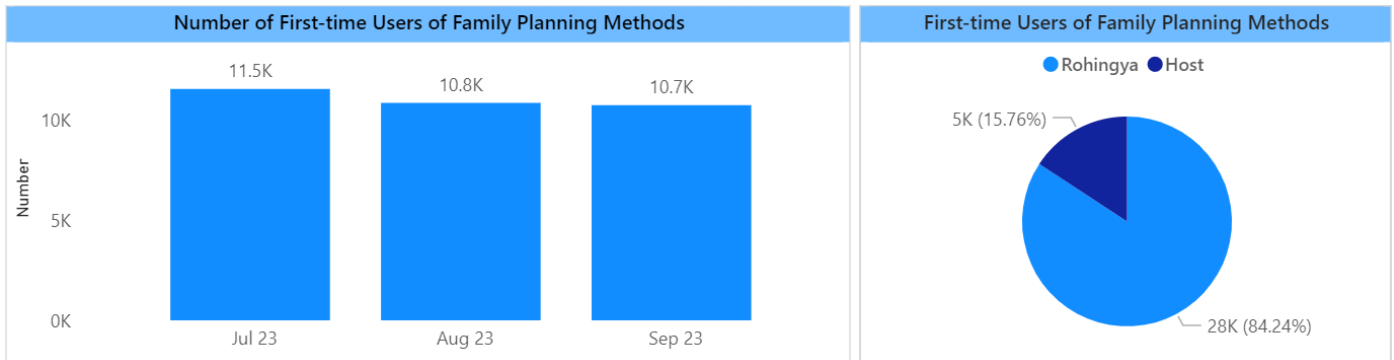 Number of First-time Users of Family Planning Methods
11.5K
10.8K
10.7K
10K
5K
0K
Number
Jul 23
Aug 23
Sep 23
First-time Users of Family Planning Methods
Rohingya Host
5K (15.76%)
28K (84.24%)